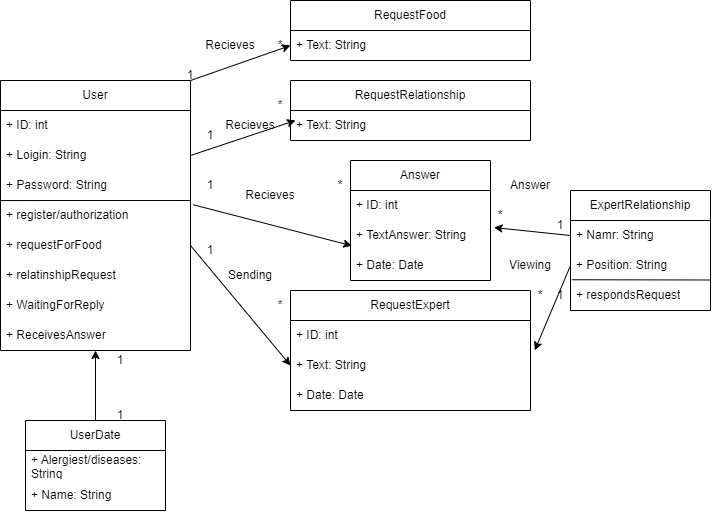 RequestFood
+ Text: String
Recieves
1
*
RequestRelationship
+ Text: String
Recieves
1
*
User
+ ID: int
+ Loigin: String
+ Password: String
+ register/authorization
+ requestForFood
+ relatinshipRequest
+ WaitingForReply
+ ReceivesAnswer
1
Recieves
*
Answer
+ ID: int
+ TextAnswer: String
+ Date: Date
Answer
*
1
ExpertRelationship
+ Namr: String
+ Position: String
+ respondsRequest
Viewing
*
1
1
Sending
*
RequestExpert
+ ID: int
+ Text: String
+ Date: Date
1
1
UserDate
+ Alergiest/diseases:
String
+ Name: String